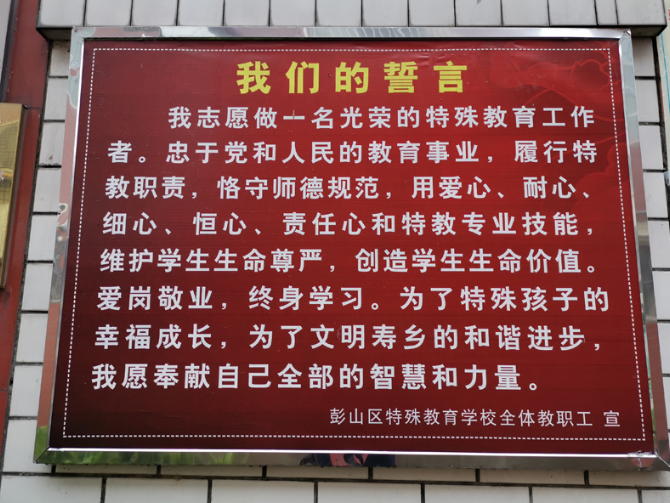 我们的誓言
我志愿做一名光荣的特殊教育工作
者。忠于党和人民的教育事业，履行特
教职责，恪守师德规范，用爱心、耐心、
细心、恒心、责任心和特教专业技能，
维护学生生命尊严，创造学生生命价值。
爱岗敬业，终身学习。为了特殊孩子的
幸福成长，为了文明寿乡的和谐进步，
我愿奉献自己全部的智慧和力量。
彭山区特殊教育学校全体教职工 宣